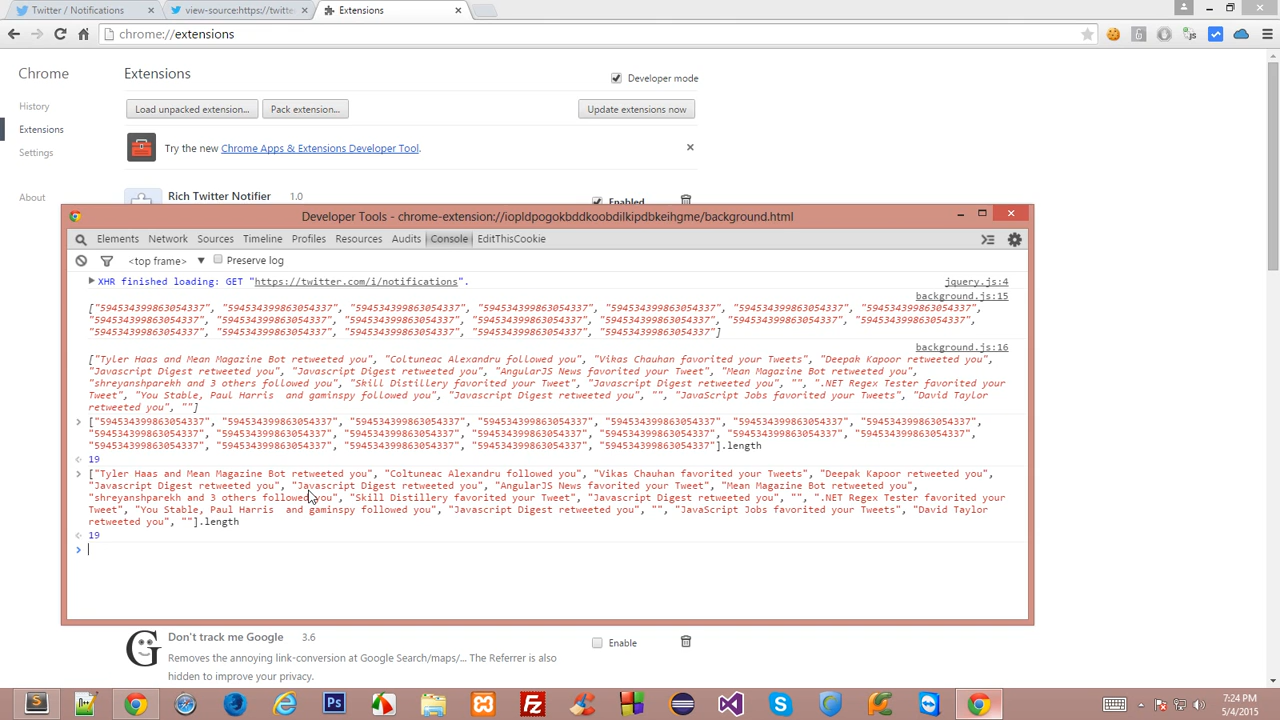 Twitter / Notifications
view-source:https://twitte
Extensions
chrome://extensions
Chrome
Extensions
Developer mode
History
Extensions
Settings
About
Load unpacked extension...
Pack extension...
Update extensions now
Try the new Chrome Apps & Extensions Developer Tool.
Rich Twitter Notifier 1.0
Enabled
Developer Tools - chrome-extension://iopldpogokbddkoobdilkipdbkeihgme/background.html
Elements Network Sources Timeline Profiles Resources Audits Console EditThisCookie
<top frame> Preserve log
XHR finished loading: GET "https://twitter.com/i/notifications". jquery.js:4
background.js:15
["594534399863054337", "594534399863054337", "594534399863054337", "594534399863054337", "594534399863054337", "594534399863054337", "594534399863054337",
"594534399863054337", "594534399863054337", "594534399863054337", "594534399863054337", "594534399863054337", "594534399863054337", "594534399863054337",
"594534399863054337", "594534399863054337", "594534399863054337", "594534399863054337", "594534399863054337"]
background.js:16
["Tyler Haas and Mean Magazine Bot retweeted you", "Coltuneac Alexandru followed you", "Vikas Chauhan favorited your Tweets", "Deepak Kapoor retweeted you",
"Javascript Digest retweeted you", "Javascript Digest retweeted you", "AngularJS News favorited your Tweet", "Mean Magazine Bot retweeted you",
"shreyanshparekh and 3 others followed you", "Skill Distillery favorited your Tweet", "Javascript Digest retweeted you", "", ".NET Regex Tester favorited your
Tweet", "You Stable, Paul Harris  and gaminspy followed you", "Javascript Digest retweeted you", "", "JavaScript Jobs favorited your Tweets", "David Taylor
retweeted you", ""]
["594534399863054337", "594534399863054337", "594534399863054337", "594534399863054337", "594534399863054337", "594534399863054337", "594534399863054337",
"594534399863054337", "594534399863054337", "594534399863054337", "594534399863054337", "594534399863054337", "594534399863054337", "594534399863054337",
"594534399863054337", "594534399863054337", "594534399863054337", "594534399863054337", "594534399863054337"].length
19
["Tyler Haas and Mean Magazine Bot retweeted you", "Coltuneac Alexandru followed you", "Vikas Chauhan favorited your Tweets", "Deepak Kapoor retweeted you",
"Javascript Digest retweeted you", "Javascript Digest retweeted you", "AngularJS News favorited your Tweet", "Mean Magazine Bot retweeted you",
"shreyanshparekh and 3 others followed you", "Skill Distillery favorited your Tweet", "Javascript Digest retweeted you", "", ".NET Regex Tester favorited your
Tweet", "You Stable, Paul Harris  and gaminspy followed you", "Javascript Digest retweeted you", "", "JavaScript Jobs favorited your Tweets", "David Taylor
retweeted you", ""].length
19
Don't track me Google 3.6
Enable
Removes the annoying link-conversion at Google Search/maps/... The Referrer is also
hidden to increase your privacy.
7:24 PM
5/4/2015